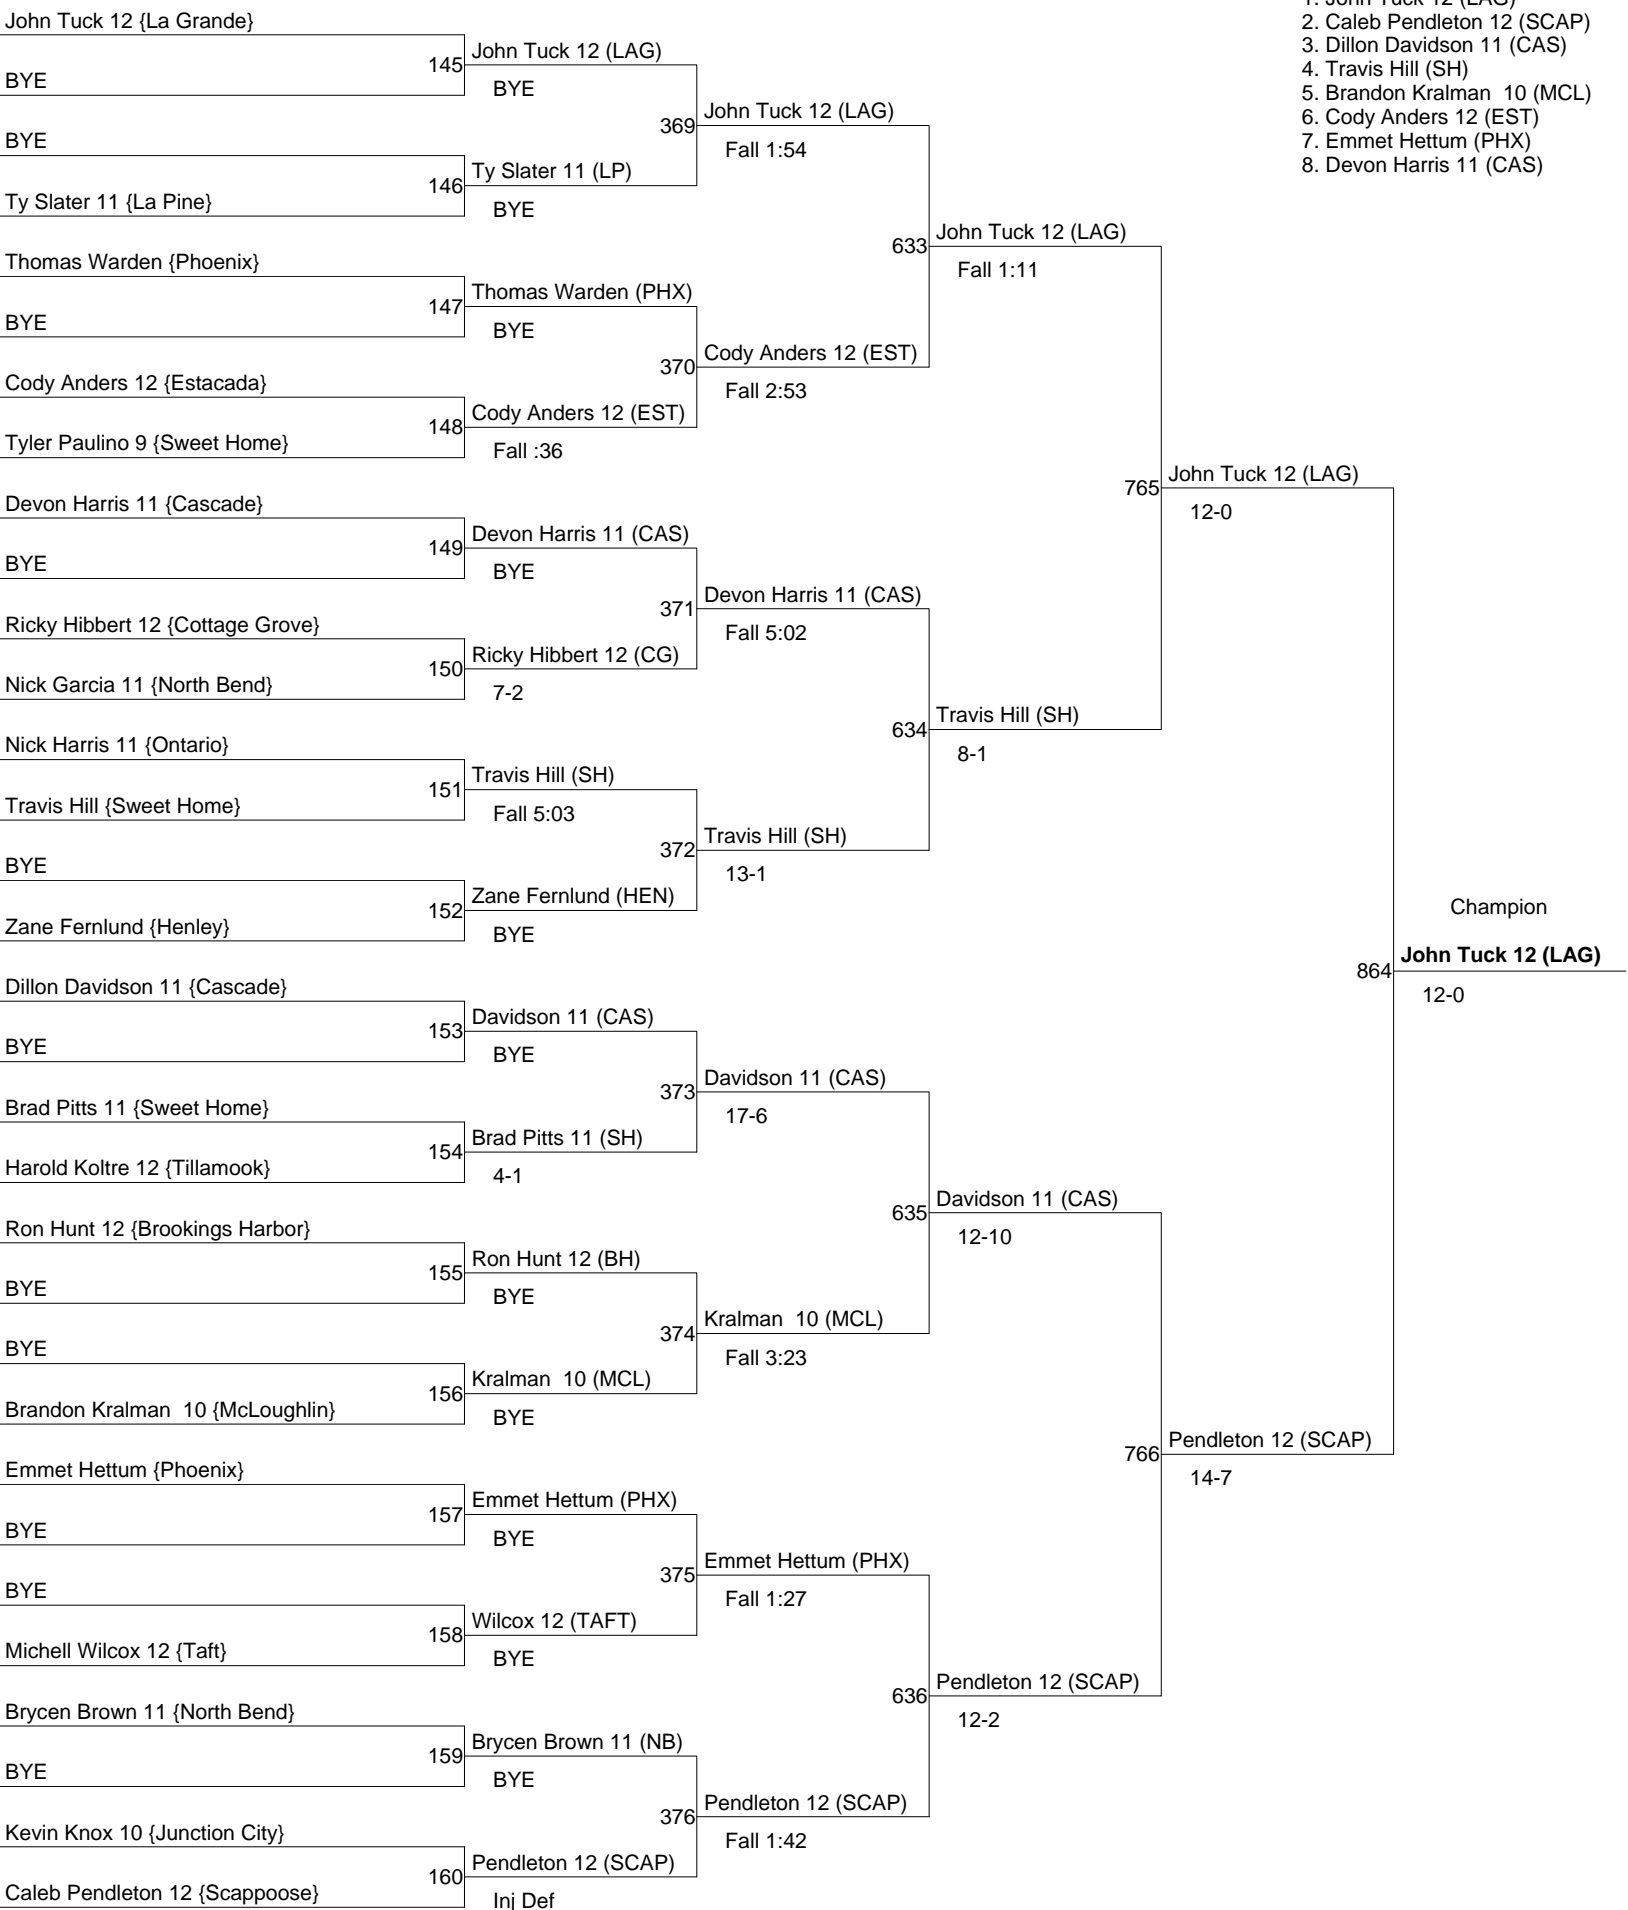 John Tuck 12 {La Grande}
BYE
BYE
Ty Slater 11 {La Pine}
Thomas Warden {Phoenix}
BYE
Cody Anders 12 {Estacada}
Tyler Paulino 9 {Sweet Home}
Devon Harris 11 {Cascade}
BYE
Ricky Hibbert 12 {Cottage Grove}
Nick Garcia 11 {North Bend}
Nick Harris 11 {Ontario}
Travis Hill {Sweet Home}
BYE
Zane Fernlund {Henley}
Dillon Davidson 11 {Cascade}
BYE
Brad Pitts 11 {Sweet Home}
Harold Koltre 12 {Tillamook}
Ron Hunt 12 {Brookings Harbor}
BYE
BYE
Brandon Kralman  10 {McLoughlin}
Emmet Hettum {Phoenix}
BYE
BYE
Michell Wilcox 12 {Taft}
Brycen Brown 11 {North Bend}
BYE
Kevin Knox 10 {Junction City}
Caleb Pendleton 12 {Scappoose}
145 John Tuck 12 (LAG)
BYE
146 Ty Slater 11 (LP)
BYE
147 Thomas Warden (PHX)
BYE
148 Cody Anders 12 (EST)
Fall :36
149 Devon Harris 11 (CAS)
BYE
150 Ricky Hibbert 12 (CG)
7-2
151 Travis Hill (SH)
Fall 5:03
152 Zane Fernlund (HEN)
BYE
153 Davidson 11 (CAS)
BYE
154 Brad Pitts 11 (SH)
4-1
155 Ron Hunt 12 (BH)
BYE
156 Kralman  10 (MCL)
BYE
157 Emmet Hettum (PHX)
BYE
158 Wilcox 12 (TAFT)
BYE
159 Brycen Brown 11 (NB)
BYE
160 Pendleton 12 (SCAP)
Inj Def
369 John Tuck 12 (LAG)
Fall 1:54
370 Cody Anders 12 (EST)
Fall 2:53
371 Devon Harris 11 (CAS)
Fall 5:02
372 Travis Hill (SH)
13-1
373 Davidson 11 (CAS)
17-6
374 Kralman  10 (MCL)
Fall 3:23
375 Emmet Hettum (PHX)
Fall 1:27
376 Pendleton 12 (SCAP)
Fall 1:42
633 John Tuck 12 (LAG)
Fall 1:11
634 Travis Hill (SH)
8-1
635 Davidson 11 (CAS)
12-10
636 Pendleton 12 (SCAP)
12-2
765 John Tuck 12 (LAG)
12-0
766 Pendleton 12 (SCAP)
14-7
Champion
864 John Tuck 12 (LAG)
12-0
1. John Tuck 12 (LAG)
2. Caleb Pendleton 12 (SCAP)
3. Dillon Davidson 11 (CAS)
4. Travis Hill (SH)
5. Brandon Kralman  10 (MCL)
6. Cody Anders 12 (EST)
7. Emmet Hettum (PHX)
8. Devon Harris 11 (CAS)